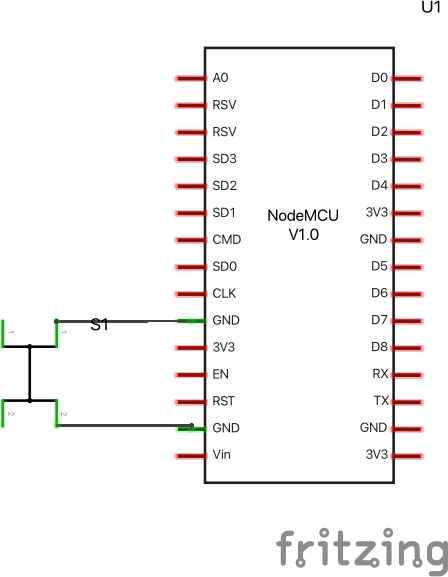 U1
A0
RSV
RSV
SD3
SD2
SD1
CMD
SD0
CLK
GND
3V3
EN
RST
GND
Vin
NodeMCU
V1.0
D0
D1
D2
D3
D4
3V3
GND
D5
D6
D7
D8
RX
TX
GND
3V3
S1
1
1
2
2
fritzing